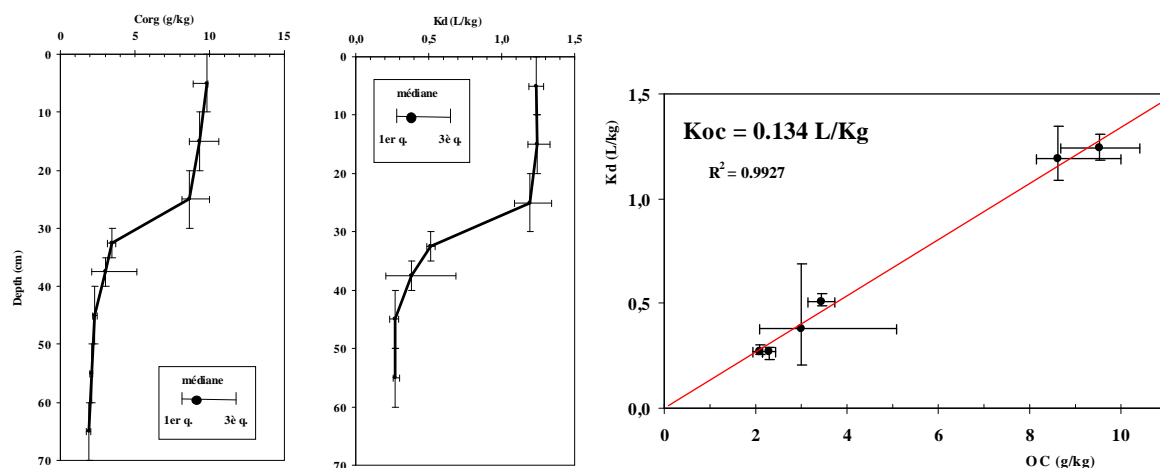 Corg (g/kg)
0 5 10 15
Depth (cm)
0
10
20
30
40
50
60
70
médiane
1er q. 3è q.
Kd (L/kg)
0 0,5 1,0 1,5
0
10
20
30
40
50
60
70
médiane
1er q. 3è q.
Koc = 0.134 L/Kg
R² = 0.9927
Kd (L/kg)
1,5
1,0
0,5
0,0
0 2 4 6 8 10
OC (g/kg)